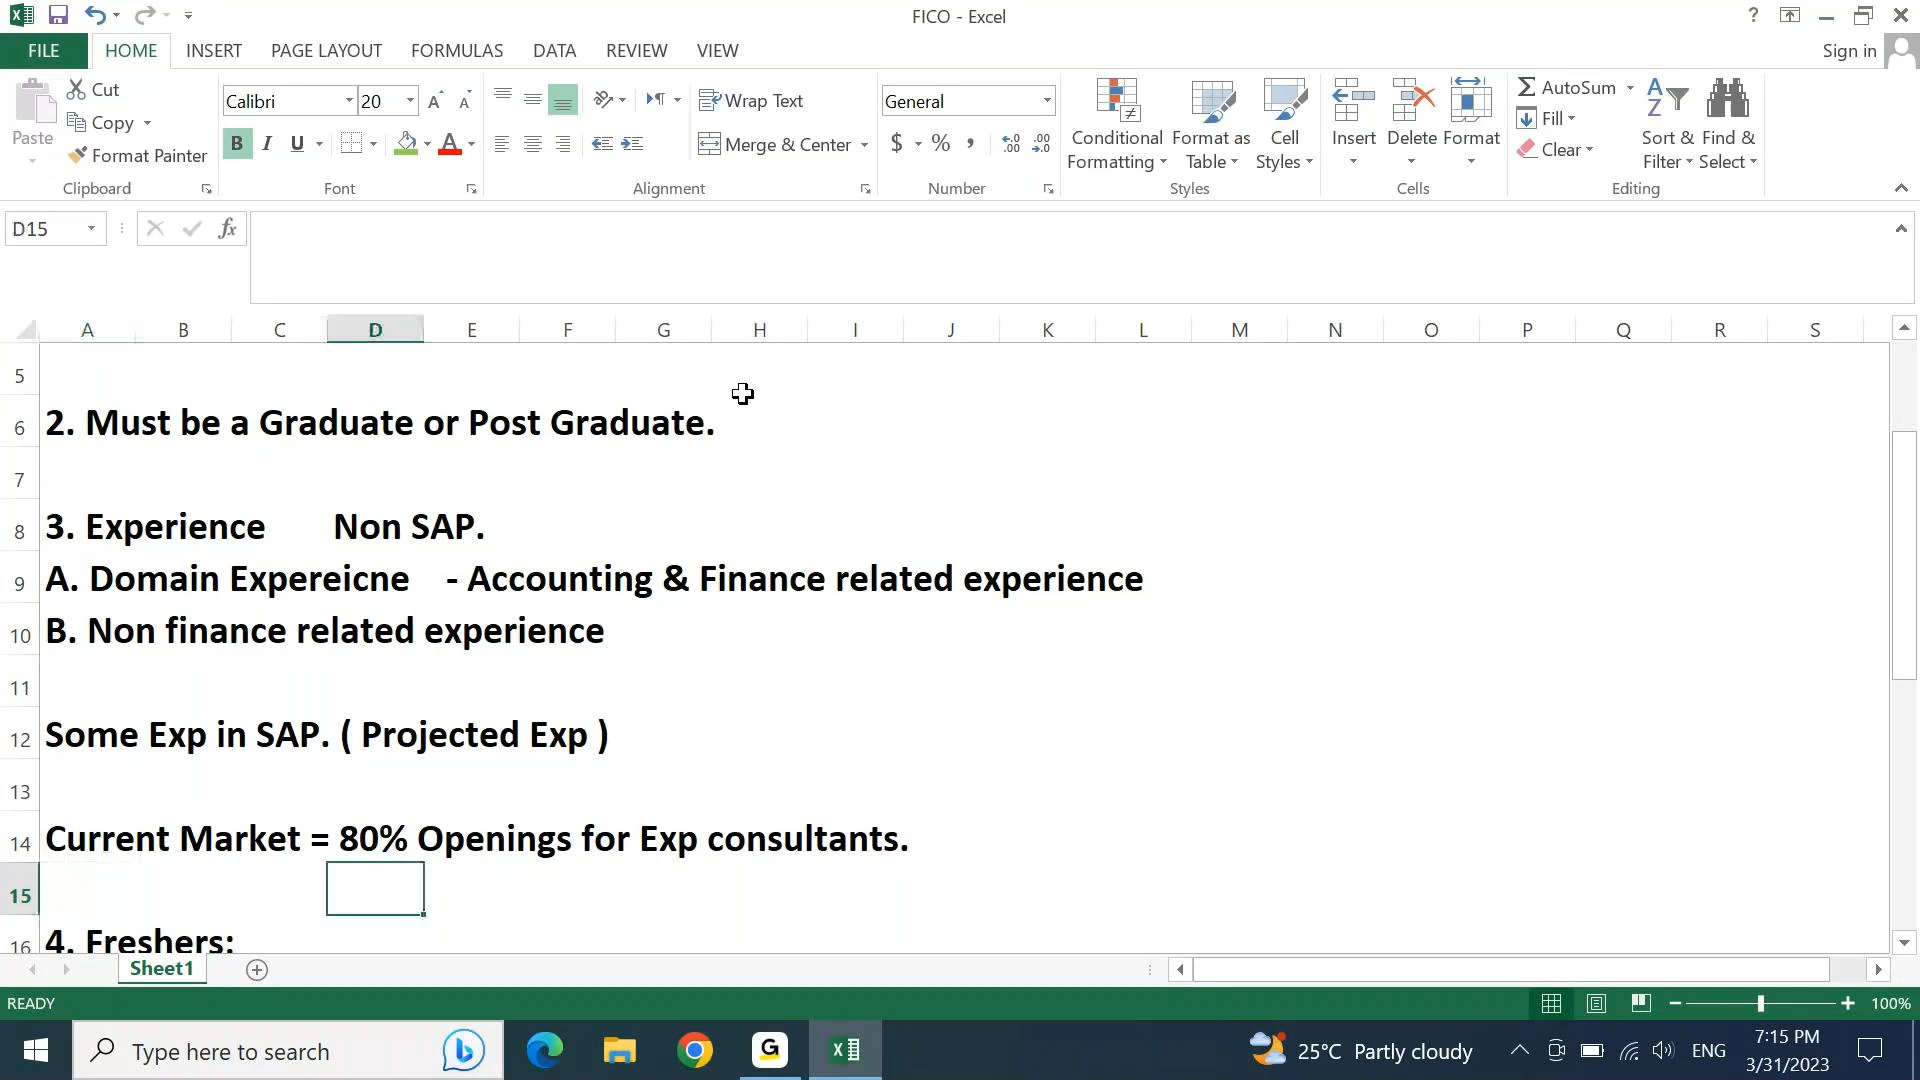 FICO - Excel
?
FILE HOME INSERT PAGE LAYOUT FORMULAS DATA REVIEW VIEW Sign in
Paste
Cut
Copy
Format Painter
Clipboard
Calibri 20 A A
B I U A
Font
Wrap Text
Merge & Center
Alignment
General
$ % , .0 .00 .00 .0
Number
Conditional Formatting
Format as Table
Cell Styles
Styles
Insert Delete Format
Cells
AutoSum
Fill
Clear
Sort & Filter
Find & Select
Editing
D15 fx
A B C D E F G H I J K L M N O P Q R S
5
6 2. Must be a Graduate or Post Graduate.
7
8 3. Experience Non SAP.
9 A. Domain Expereicne - Accounting & Finance related experience
10 B. Non finance related experience
11
12 Some Exp in SAP. ( Projected Exp )
13
14 Current Market = 80% Openings for Exp consultants.
15
16 4. Freshers:
Sheet1
READY 100%
Type here to search 25°C Partly cloudy ENG 7:15 PM
3/31/2023